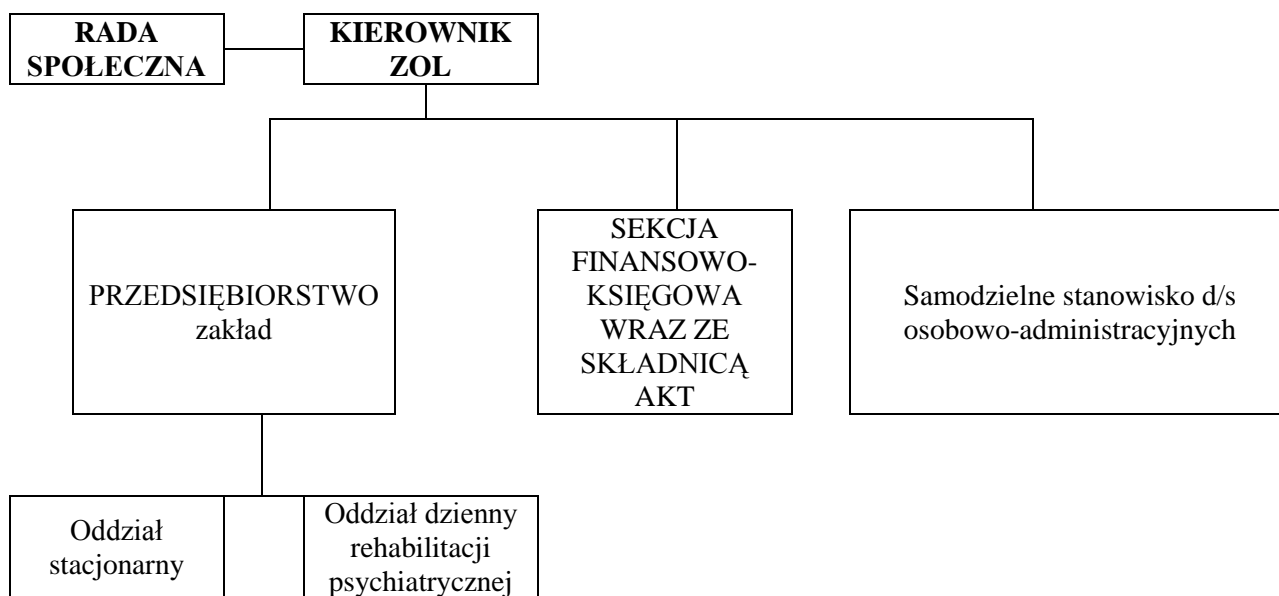 RADA
SPOŁECZNA
KIEROWNIK
ZOL
PRZEDSIĘBIORSTWO
zakład
SEKCJA
FINANSOWO-
KSIĘGOWA
WRAZ ZE
SKŁADNICĄ
AKT
Samodzielne stanowisko d/s
osobowo-administracyjnych
Oddział
stacjonarny
Oddział dzienny
rehabilitacji
psychiatrycznej